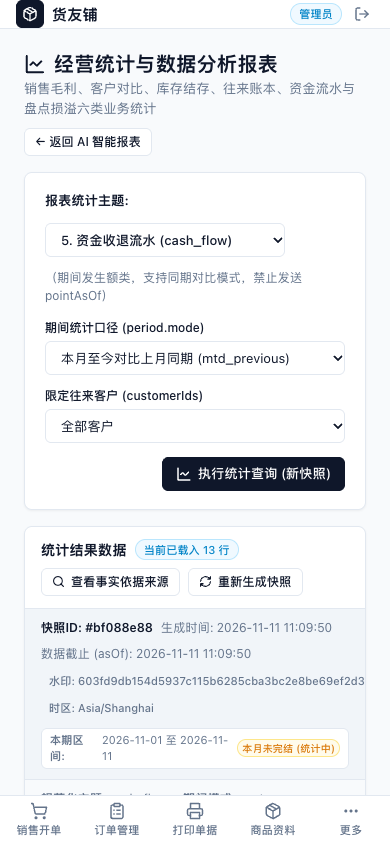 货友铺
管理员
经营统计与数据分析报表
销售毛利、客户对比、库存结存、往来账本、资金流水与
盘点损溢六类业务统计
← 返回 AI 智能报表
报表统计主题:
5. 资金收退流水 (cash_flow)
（期间发生额类，支持同期对比模式，禁止发送
pointAsOf）
期间统计口径 (period.mode)
本月至今对比上月同期 (mtd_previous)
限定往来客户 (customerIds)
全部客户
执行统计查询 (新快照)
统计结果数据
当前已载入 13 行
查看事实依据来源
重新生成快照
快照ID: #bf088e88 生成时间: 2026-11-11 11:09:50
数据截止 (asOf): 2026-11-11 11:09:50
水印: 603fd9db154d5937c115b6285cba3bc2e8be69ef2d3
时区: Asia/Shanghai
本期区
间:
2026-11-01 至 2026-11-
11
本月未完结 (统计中)
销售开单
订单管理
打印单据
商品资料
更多